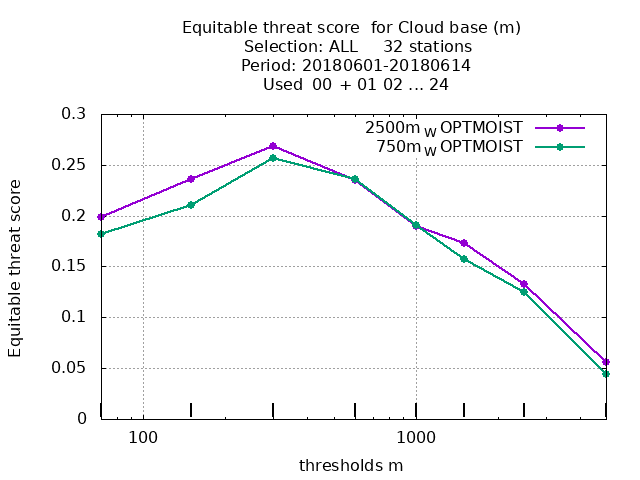 Equitable threat score  for Cloud base (m)
Selection: ALL     32 stations
Period: 20180601-20180614
Used  00 + 01 02 ... 24
2500m W OPTMOIST
750m W OPTMOIST
Equitable threat score
0.3
0.25
0.2
0.15
0.1
0.05
0
100
1000
thresholds m